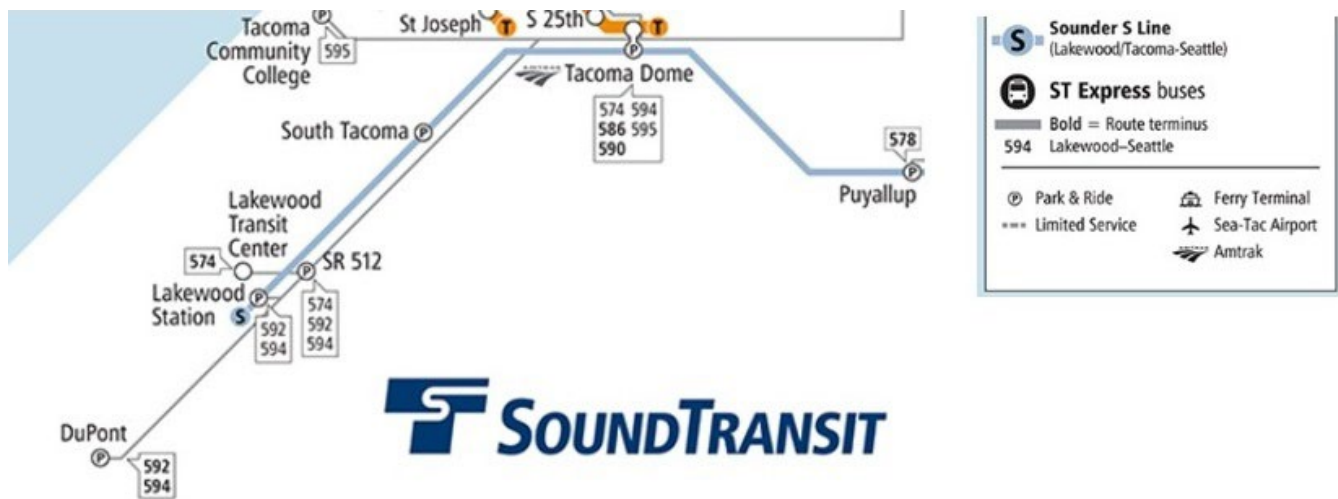 St Joseph
T
S 25th
T
P
Tacoma
Community
College
595
P
Tacoma Dome
AMTRAK
574 594
586 595
590
South Tacoma
P
578
P
Puyallup
Lakewood
Transit
Center
574
P
SR 512
574
592
594
Lakewood
Station
P
S
592
594
DuPont
P
592
594
SOUNDTRANSIT
S
Sounder S Line
(Lakewood/Tacoma-Seattle)
ST Express buses
Bold = Route terminus
594 Lakewood–Seattle
P Park & Ride
Limited Service
Ferry Terminal
Sea-Tac Airport
Amtrak